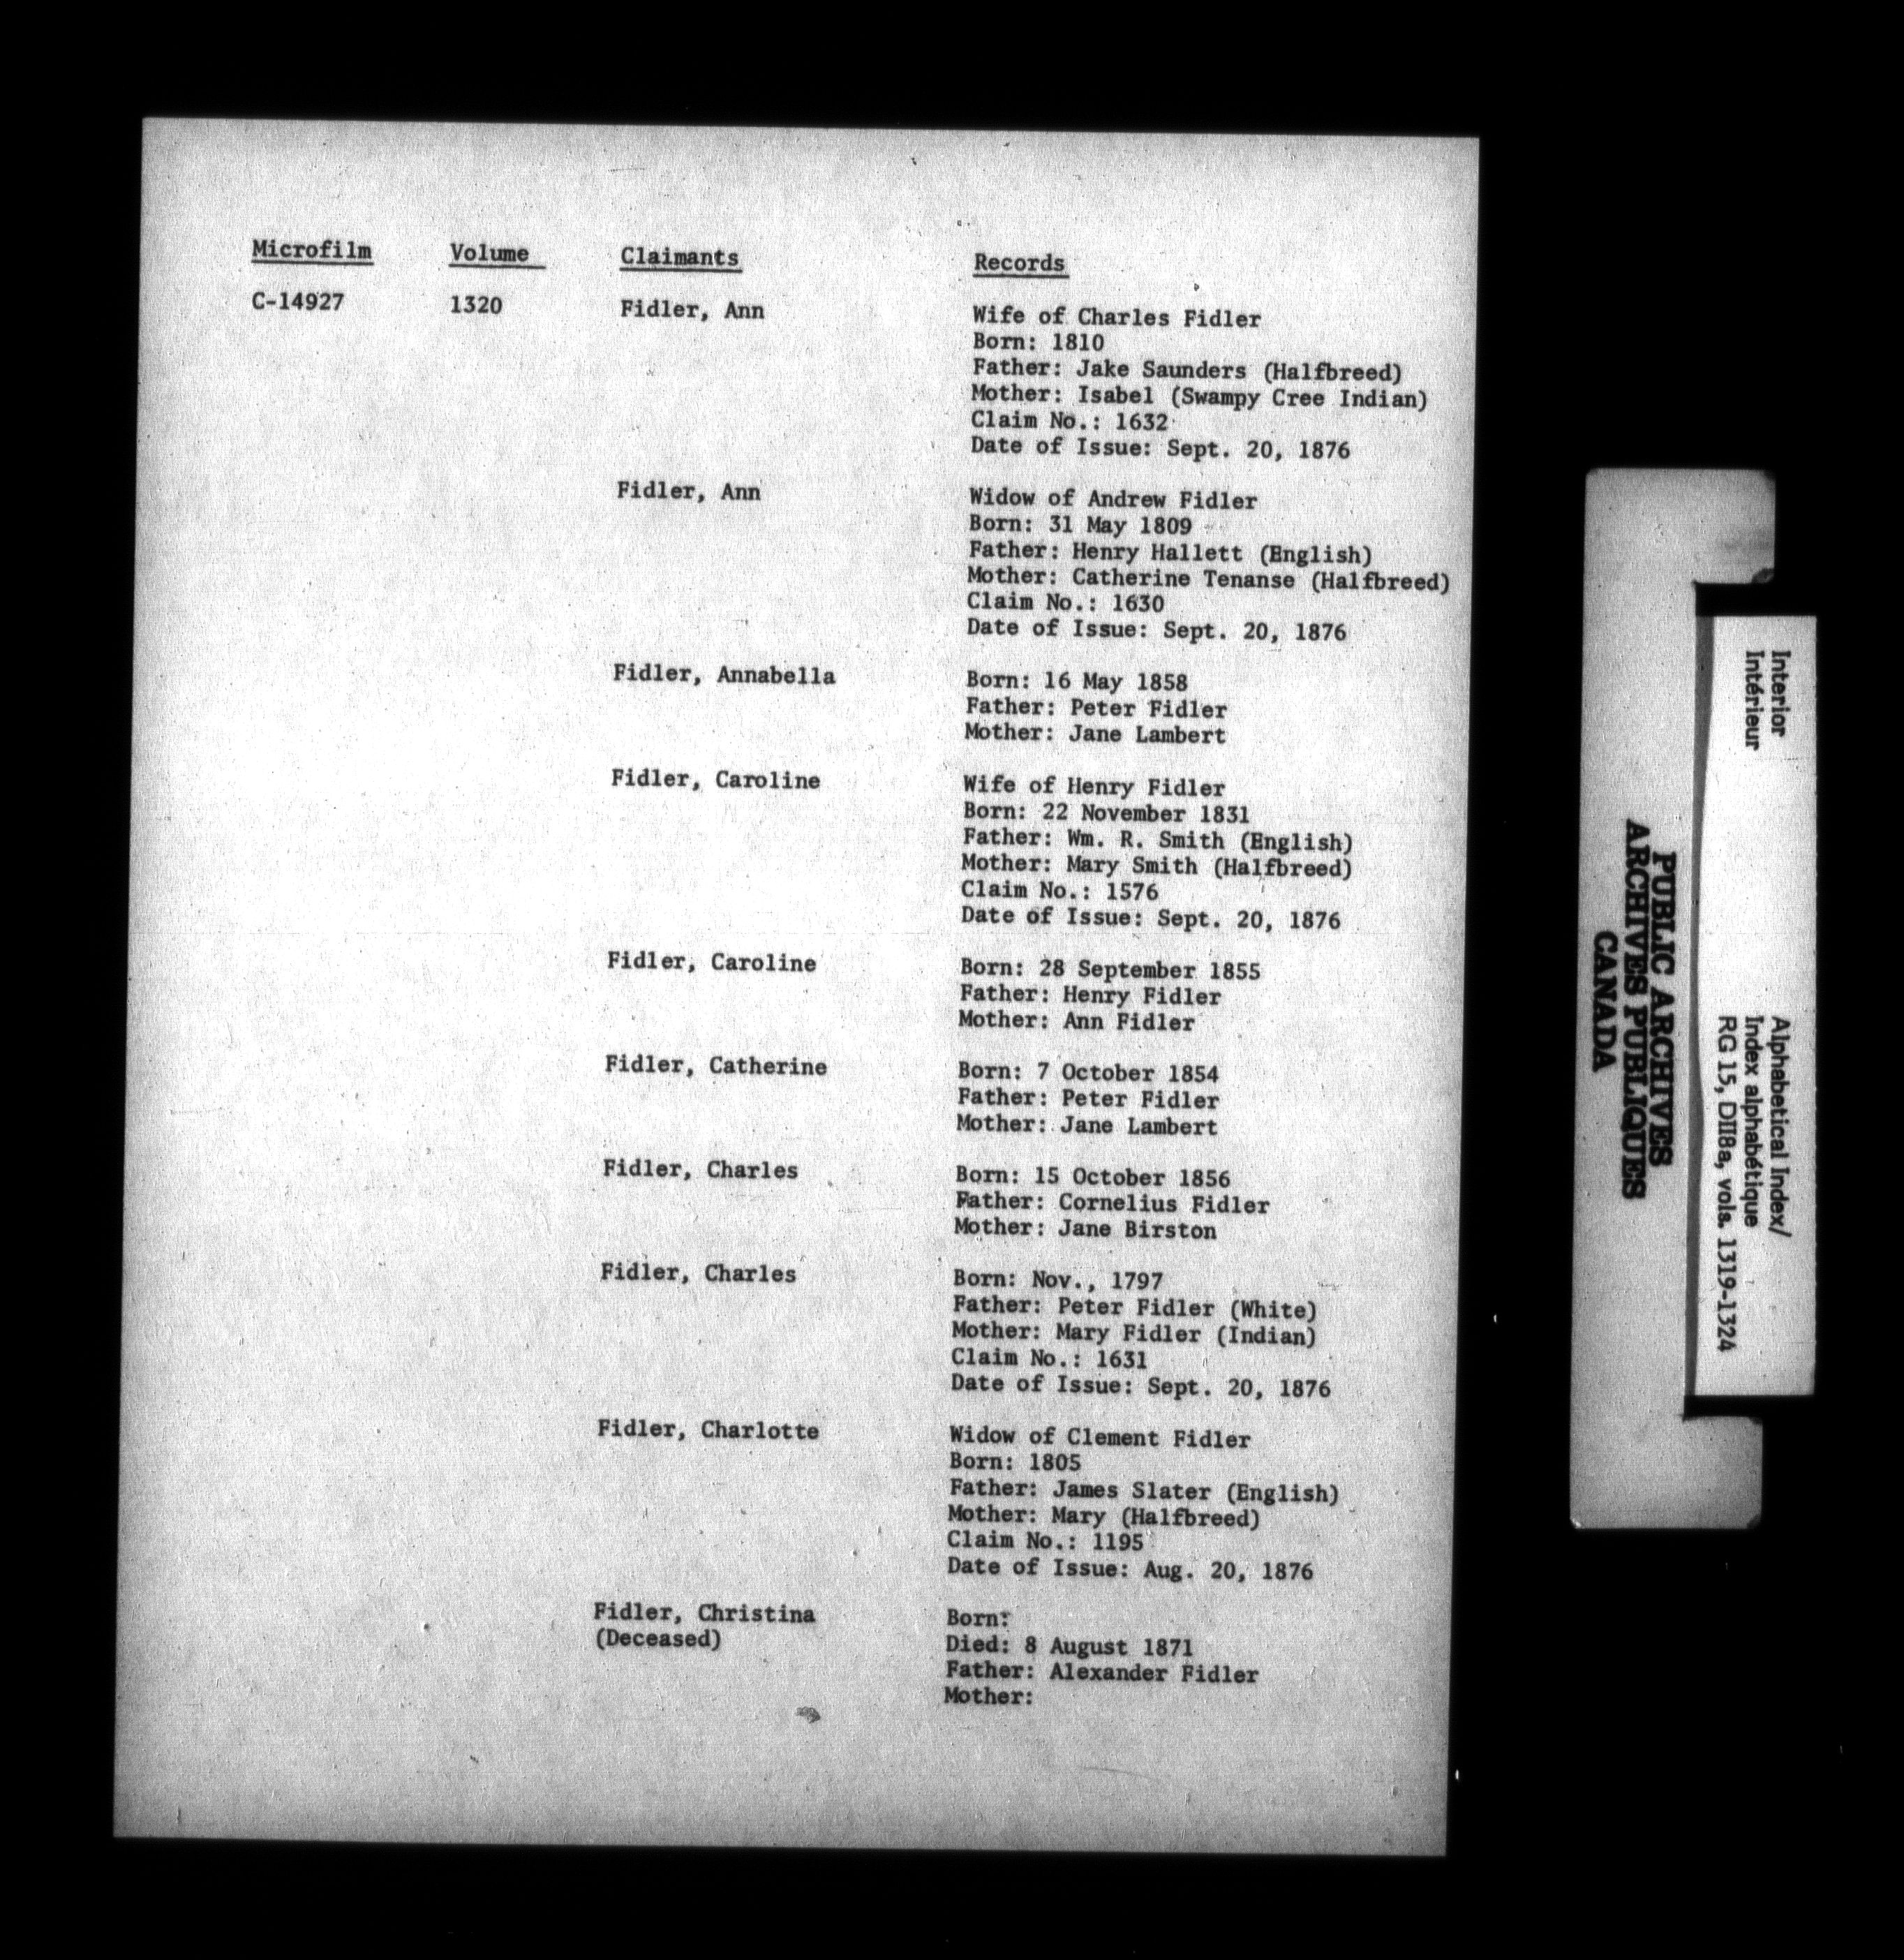 Microfilm Volume Claimants Records
C-14927 1320 Fidler, Ann Wife of Charles Fidler
Born: 1810
Father: Jake Saunders (Halfbreed)
Mother: Isabel (Swampy Cree Indian)
Claim No.: 1632
Date of Issue: Sept. 20, 1876
Fidler, Ann Widow of Andrew Fidler
Born: 31 May 1809
Father: Henry Hallett (English)
Mother: Catherine Tenanse (Halfbreed)
Claim No.: 1630
Date of Issue: Sept. 20, 1876
Fidler, Annabella Born: 16 May 1858
Father: Peter Fidler
Mother: Jane Lambert
Fidler, Caroline Wife of Henry Fidler
Born: 22 November 1831
Father: Wm. R. Smith (English)
Mother: Mary Smith (Halfbreed)
Claim No.: 1576
Date of Issue: Sept. 20, 1876
Fidler, Caroline Born: 28 September 1855
Father: Henry Fidler
Mother: Ann Fidler
Fidler, Catherine Born: 7 October 1854
Father: Peter Fidler
Mother: Jane Lambert
Fidler, Charles Born: 15 October 1856
Father: Cornelius Fidler
Mother: Jane Birston
Fidler, Charles Born: Nov., 1797
Father: Peter Fidler (White)
Mother: Mary Fidler (Indian)
Claim No.: 1631
Date of Issue: Sept. 20, 1876
Fidler, Charlotte Widow of Clement Fidler
Born: 1805
Father: James Slater (English)
Mother: Mary (Halfbreed)
Claim No.: 1195
Date of Issue: Aug. 20, 1876
Fidler, Christina Born:
(Deceased) Died: 8 August 1871
Father: Alexander Fidler
Mother:
Interior
Intérieur
Alphabetical Index/
Index alphabétique
RG 15, DII8a, vols. 1319-1324
PUBLIC ARCHIVES
ARCHIVES PUBLIQUES
CANADA